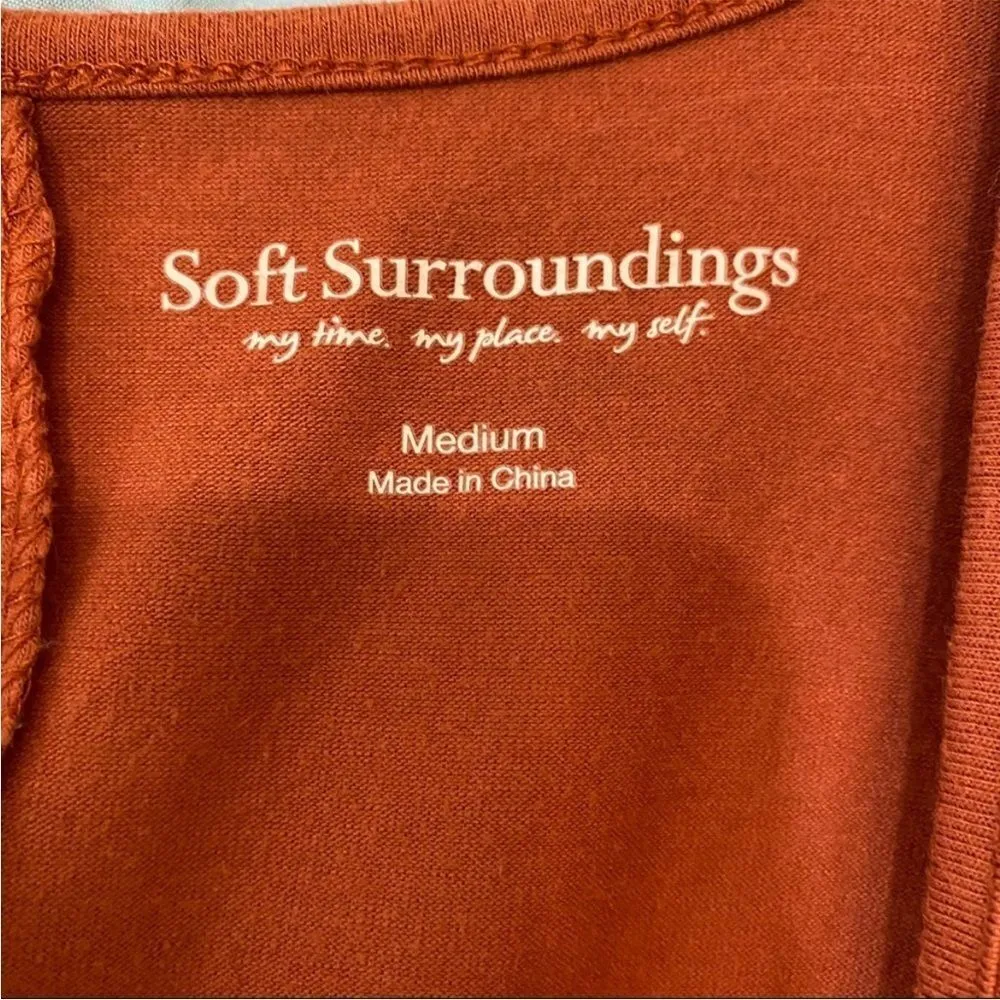 Soft Surroundings
my time. my place. my self.
Medium
Made in China